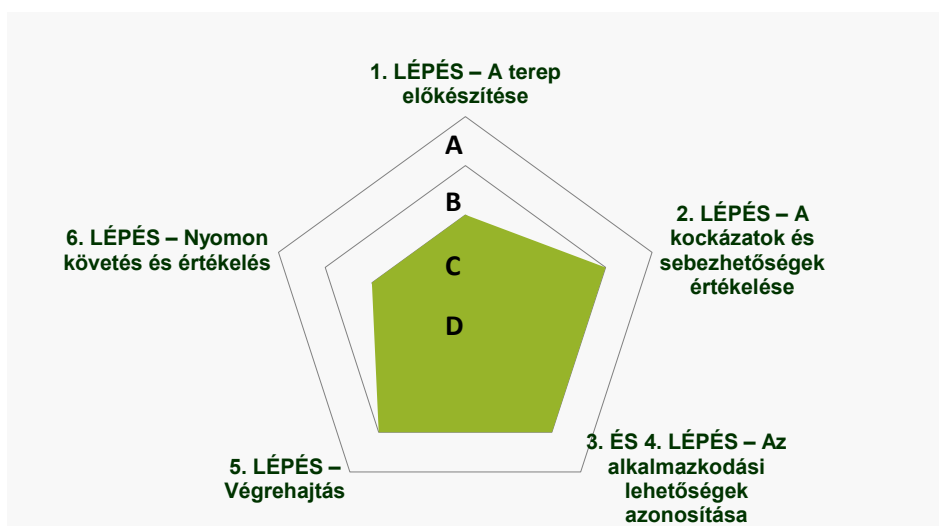 1. LÉPÉS – A terep
előkészítése
A
B
C
D
2. LÉPÉS – A
kockázatok és
sebezhetőségek
értékelése
6. LÉPÉS – Nyomon
követés és értékelés
3. ÉS 4. LÉPÉS – Az
alkalmazkodási
lehetőségek
azonosítása
5. LÉPÉS –
Végrehajtás